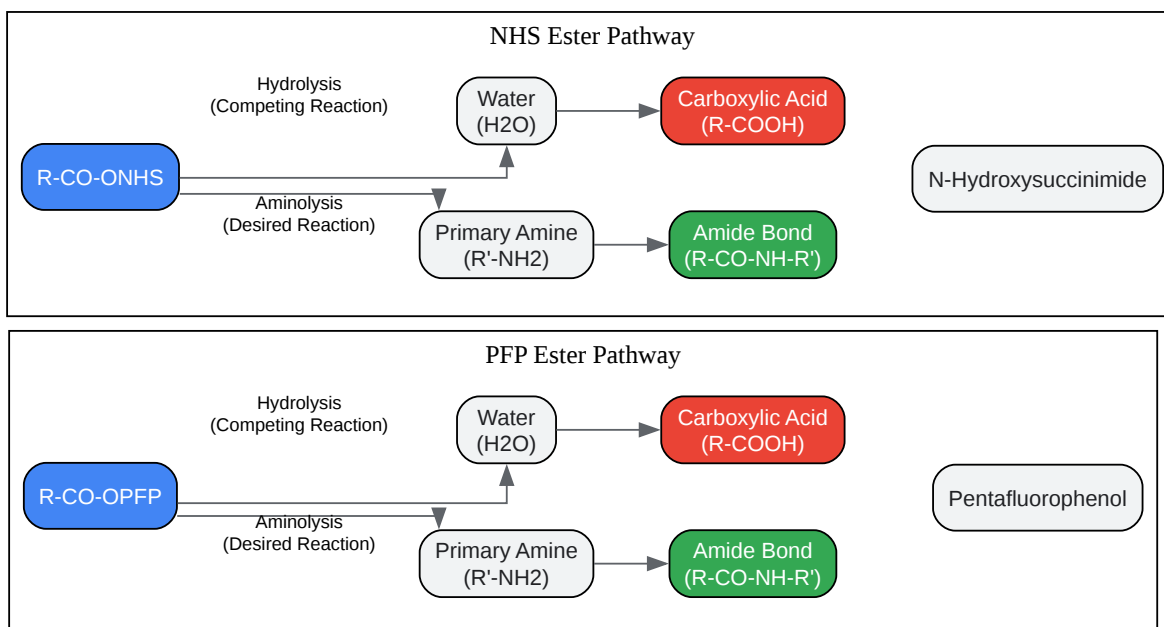 NHS Ester Pathway
Hydrolysis
(Competing Reaction)
Water
(H2O)
Carboxylic Acid
(R-COOH)
R-CO-ONHS
N-Hydroxysuccinimide
Aminolysis
(Desired Reaction)
Primary Amine
(R'-NH2)
Amide Bond
(R-CO-NH-R')
PFP Ester Pathway
Hydrolysis
(Competing Reaction)
Water
(H2O)
Carboxylic Acid
(R-COOH)
R-CO-OPFP
Pentafluorophenol
Aminolysis
(Desired Reaction)
Primary Amine
(R'-NH2)
Amide Bond
(R-CO-NH-R')